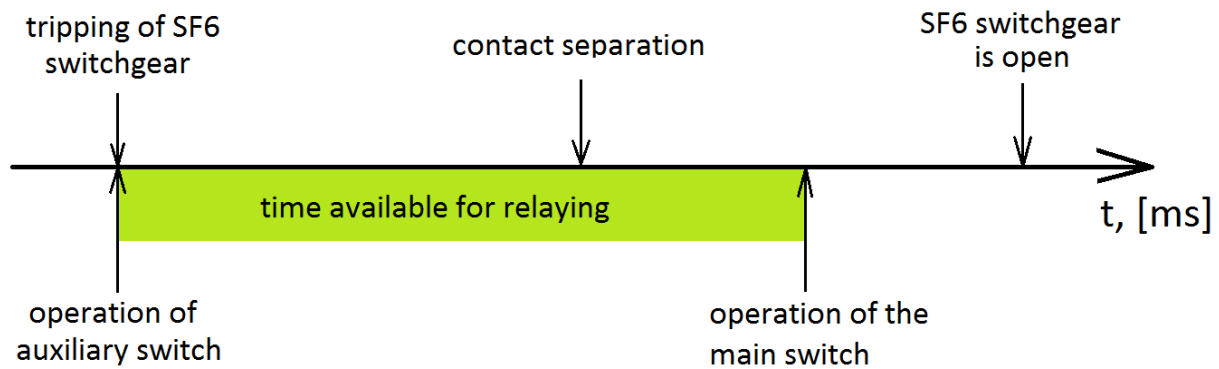 tripping of SF6
switchgear
contact separation
SF6 switchgear
is open
time available for relaying
t, [ms]
operation of
auxiliary switch
operation of the
main switch